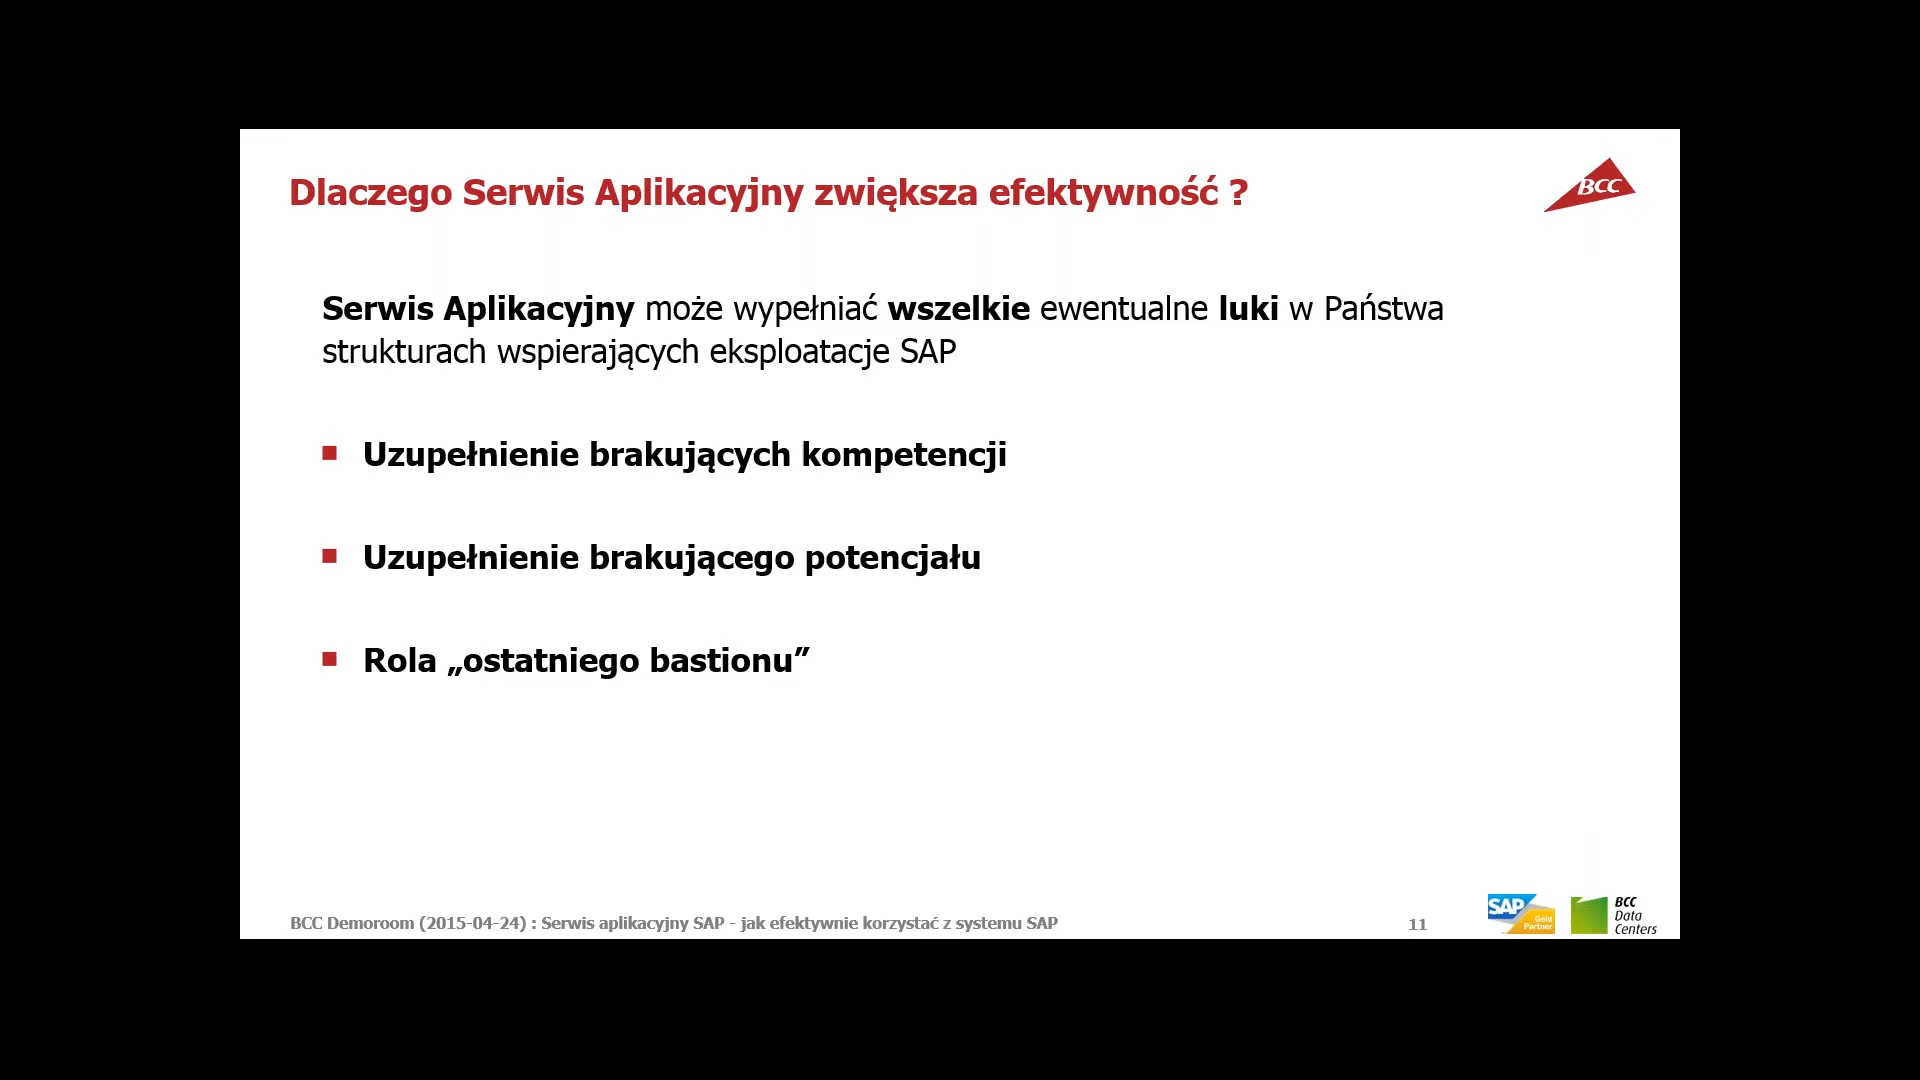 Dlaczego Serwis Aplikacyjny zwiększa efektywność ?
BCC
Serwis Aplikacyjny może wypełniać wszelkie ewentualne luki w Państwa
strukturach wspierających eksploatacje SAP
Uzupełnienie brakujących kompetencji
Uzupełnienie brakującego potencjału
Rola „ostatniego bastionu”
BCC Demoroom (2015-04-24) : Serwis aplikacyjny SAP - jak efektywnie korzystać z systemu SAP
11
SAP
Gold
Partner
BCC
Data
Centers